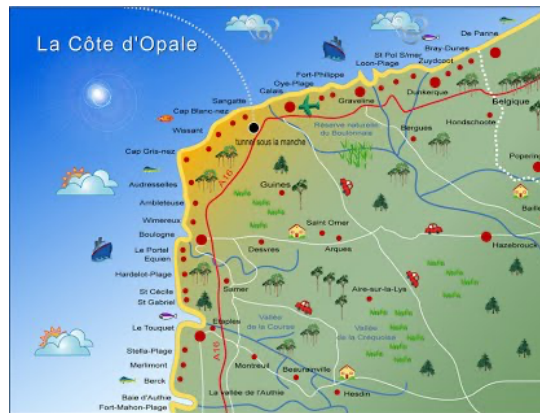 La Côte d'Opale
De Panne
Bray-Dunes
St Pol S/mer
Zuydcoot
Loon-Plage
Fort-Philippe
Oye-Plage
Calais
Dunkerque
Graveline
Sangatte
Cap Blanc-nez
Wissant
Belgique
Hondschoote
Bergues
Réserve naturelle
du Boulonnais
tunnel sous la manche
Cap Gris-nez
Popering
A16
Audresselles
Guines
Baille
Ambleteuse
Wimereux
Saint Omer
Boulogne
Desvres
Arques
Hazebrouck
Le Portel
Equien
Hardelot-Plage
Samer
St Cécile
St Gabriel
Aire-sur-la-Lys
Le Touquet
Etaples
Vallée
de la Course
Vallée
de la Créquoise
A16
Stella-Plage
Merlimont
Montreuil
Berck
Beaurainville
Hesdin
Baie d'Authie
La vallée de l'Authie
Fort-Mahon-Plage